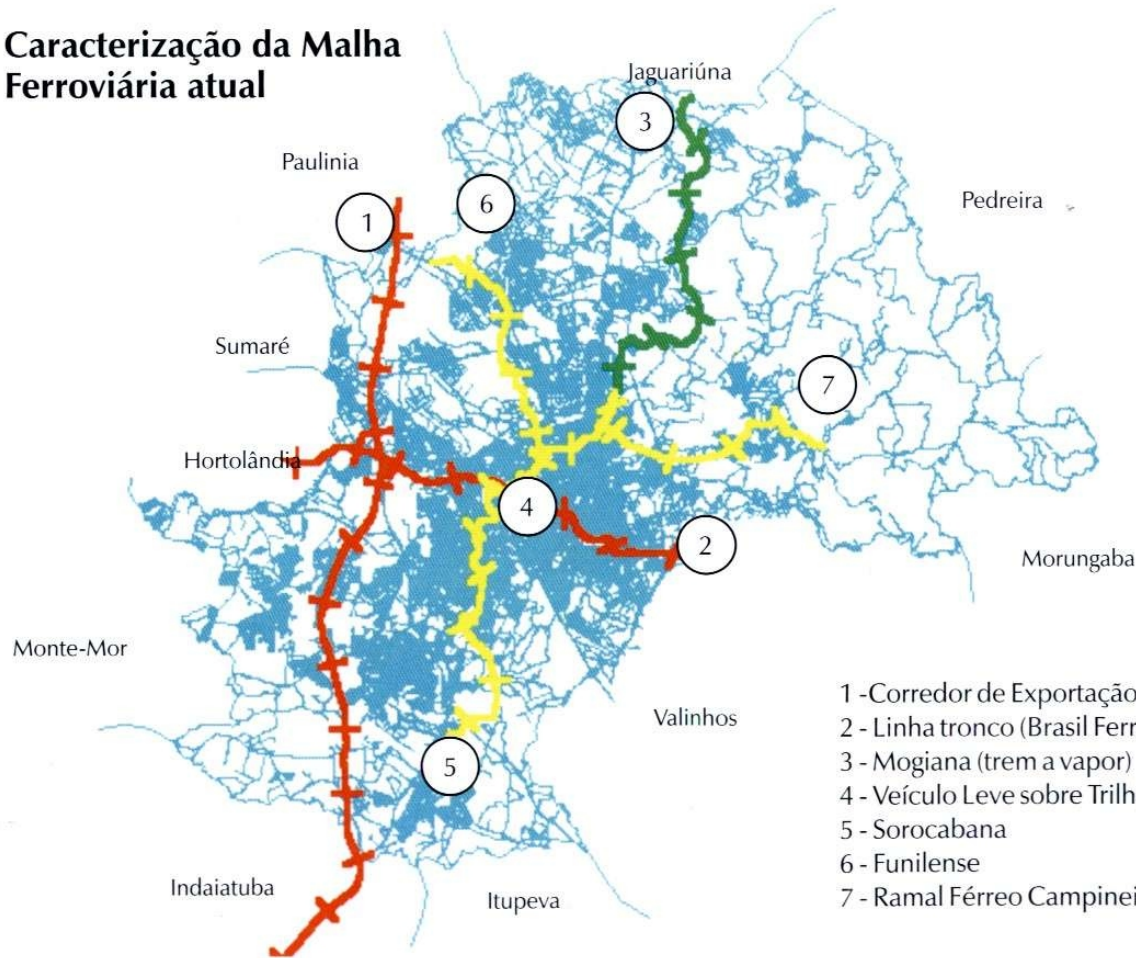 Caracterização da Malha
Ferroviária atual
Jaguariúna
3
Paulinia
6
Pedreira
1
Sumaré
7
Hortolândia
4
2
Morungaba
Monte-Mor
Valinhos
5
Indaiatuba
Itupeva
1 -Corredor de Exportação
2 - Linha tronco (Brasil Ferr
3 - Mogiana (trem a vapor)
4 - Veículo Leve sobre Trilh
5 - Sorocabana
6 - Funilense
7 - Ramal Férreo Campinei